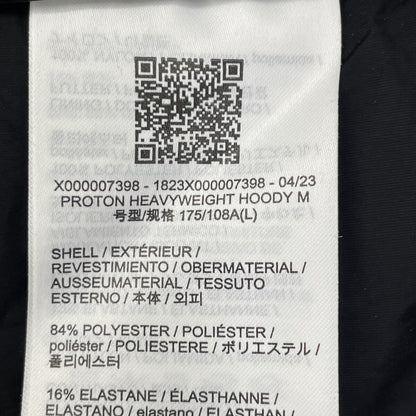 X000007398 - 1823X000007398 - 04/23
PROTON HEAVYWEIGHT HOODY M
号型/规格 175/108A(L)
SHELL / EXTÉRIEUR /
REVESTIMIENTO / OBERMATERIAL /
AUSSEUMATERIAL / TESSUTO
ESTERNO / 本体 / 외피
84% POLYESTER / POLIÉSTER /
poliéster / POLIESTERE / ポリエステル /
폴리에스터
16% ELASTANE / ÉLASTHANNE /
ELASTANO / elastano / ELASTHAN /